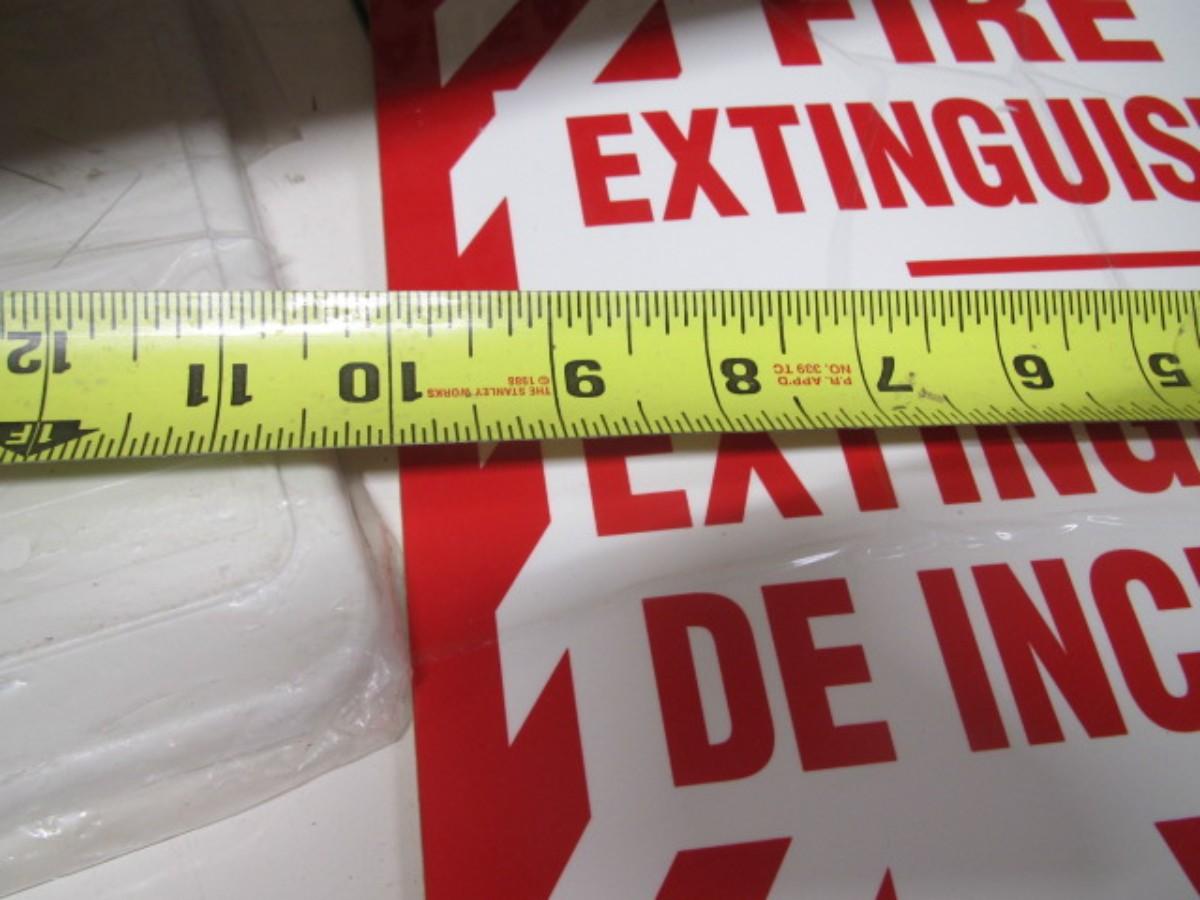 FIRE
EXTINGUIS
12 11 10 9 8 7 6 5
1F
THE STANLEY WORKS
© 1988
P.R. APP'D
NO. 339 TC
EXTING
DE INC